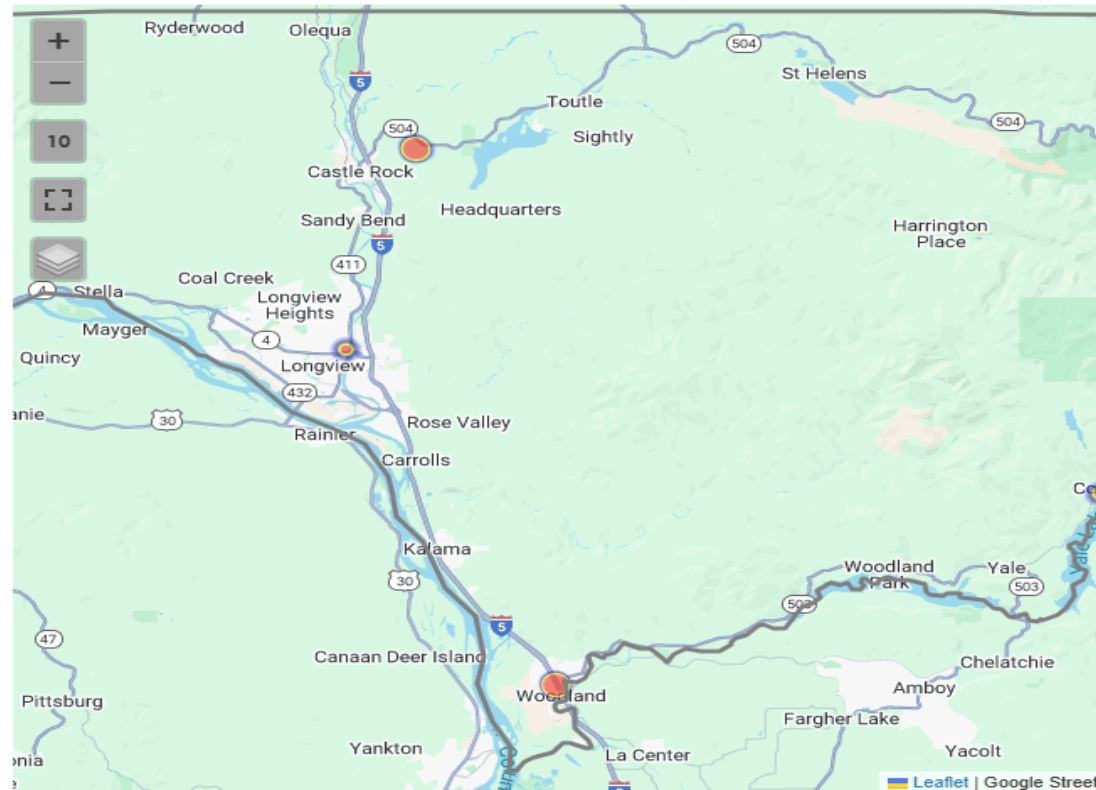 +
Ryderwood
Olequa
504
−
5
St Helens
Toutle
10
504
504
Sightly
Castle Rock
Headquarters
Sandy Bend
Harrington
Place
5
411
Coal Creek
4
Stella
Longview
Heights
Mayger
4
Quincy
Longview
432
anie
30
Rose Valley
Rainier
Carrolls
Co
Kalama
Woodland
Park
Yale
30
503
503
5
47
Canaan Deer Island
Chelatchie
Woodland
Amboy
Pittsburg
Fargher Lake
Yankton
La Center
Yacolt
onia
Leaflet | Google Street